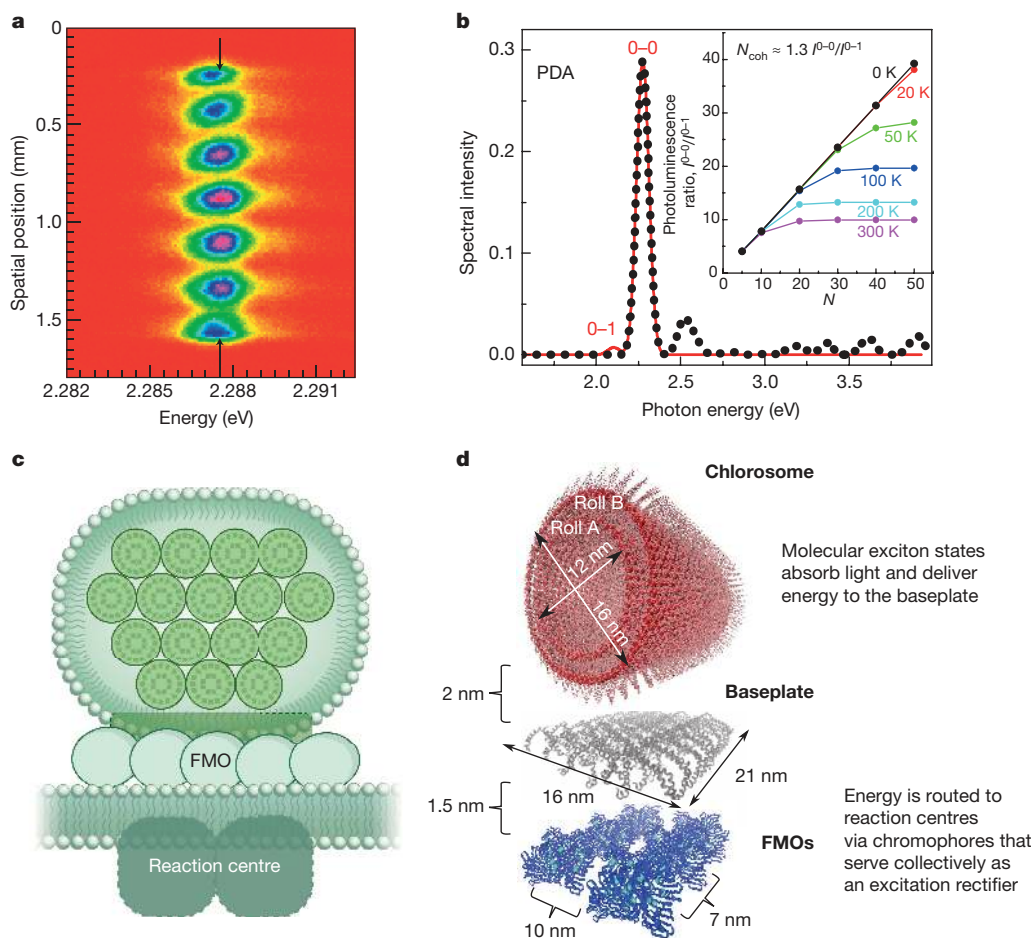 a
0
0.5
1.0
1.5
Spatial position (mm)
2.282
2.285
2.288
2.291
Energy (eV)
b
0.3
0.2
0.1
0.0
Spectral intensity
PDA
0–0
0–1
2.0
2.5
3.0
3.5
Photon energy (eV)
N_coh ≈ 1.3 I^0–0/I^0–1
40
30
20
10
0
Photoluminescence
ratio, I^0–0/I^0–1
0 K
20 K
50 K
100 K
200 K
300 K
0
10
20
30
40
50
N
c
FMO
Reaction centre
d
Chlorosome
Roll B
Roll A
12 nm
16 nm
Molecular exciton states
absorb light and deliver
energy to the baseplate
2 nm
Baseplate
16 nm
21 nm
1.5 nm
FMOs
10 nm
7 nm
Energy is routed to
reaction centres
via chromophores that
serve collectively as
an excitation rectifier